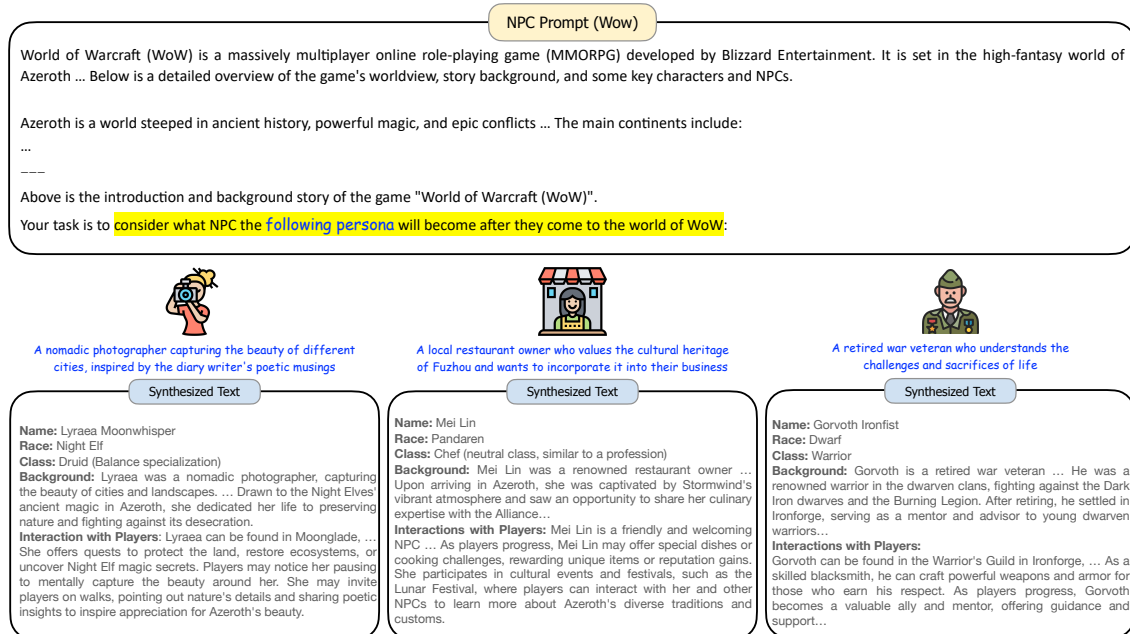 NPC Prompt (Wow)
World of Warcraft (WoW) is a massively multiplayer online role-playing game (MMORPG) developed by Blizzard Entertainment. It is set in the high-fantasy world of
Azeroth ... Below is a detailed overview of the game's worldview, story background, and some key characters and NPCs.
Azeroth is a world steeped in ancient history, powerful magic, and epic conflicts ... The main continents include:
...
---
Above is the introduction and background story of the game "World of Warcraft (WoW)".
Your task is to consider what NPC the following persona will become after they come to the world of WoW:
A nomadic photographer capturing the beauty of different
cities, inspired by the diary writer's poetic musings
Synthesized Text
Name: Lyraea Moonwhisper
Race: Night Elf
Class: Druid (Balance specialization)
Background: Lyraea was a nomadic photographer, capturing
the beauty of cities and landscapes. ... Drawn to the Night Elves'
ancient magic in Azeroth, she dedicated her life to preserving
nature and fighting against its desecration.
Interaction with Players: Lyraea can be found in Moonglade, ...
She offers quests to protect the land, restore ecosystems, or
uncover Night Elf magic secrets. Players may notice her pausing
to mentally capture the beauty around her. She may invite
players on walks, pointing out nature's details and sharing poetic
insights to inspire appreciation for Azeroth's beauty.
A local restaurant owner who values the cultural heritage
of Fuzhou and wants to incorporate it into their business
Synthesized Text
Name: Mei Lin
Race: Pandaren
Class: Chef (neutral class, similar to a profession)
Background: Mei Lin was a renowned restaurant owner ...
Upon arriving in Azeroth, she was captivated by Stormwind's
vibrant atmosphere and saw an opportunity to share her culinary
expertise with the Alliance...
Interactions with Players: Mei Lin is a friendly and welcoming
NPC ... As players progress, Mei Lin may offer special dishes or
cooking challenges, rewarding unique items or reputation gains.
She participates in cultural events and festivals, such as the
Lunar Festival, where players can interact with her and other
NPCs to learn more about Azeroth's diverse traditions and
customs.
A retired war veteran who understands the
challenges and sacrifices of life
Synthesized Text
Name: Gorvoth Ironfist
Race: Dwarf
Class: Warrior
Background: Gorvoth is a retired war veteran ... He was a
renowned warrior in the dwarven clans, fighting against the Dark
Iron dwarves and the Burning Legion. After retiring, he settled in
Ironforge, serving as a mentor and advisor to young dwarven
warriors...
Interactions with Players:
Gorvoth can be found in the Warrior's Guild in Ironforge, ... As a
skilled blacksmith, he can craft powerful weapons and armor for
those who earn his respect. As players progress, Gorvoth
becomes a valuable ally and mentor, offering guidance and
support...